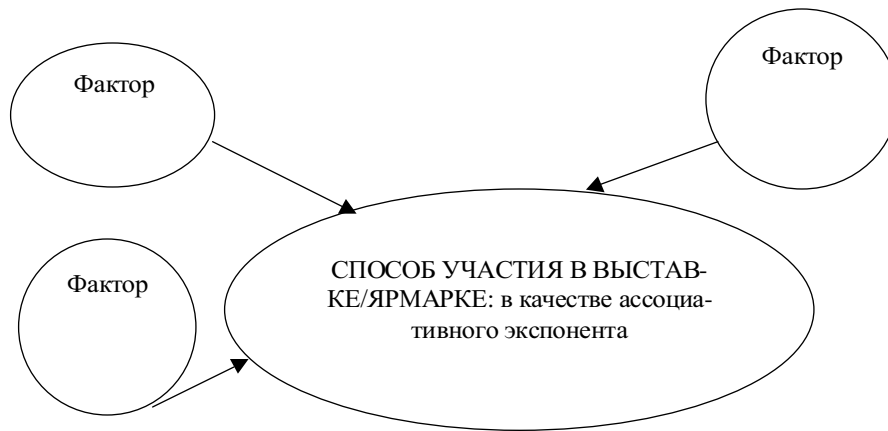 Фактор
Фактор
Фактор
СПОСОБ УЧАСТИЯ В ВЫСТАВ-
КЕ/ЯРМАРКЕ: в качестве ассоциа-
тивного экспонента